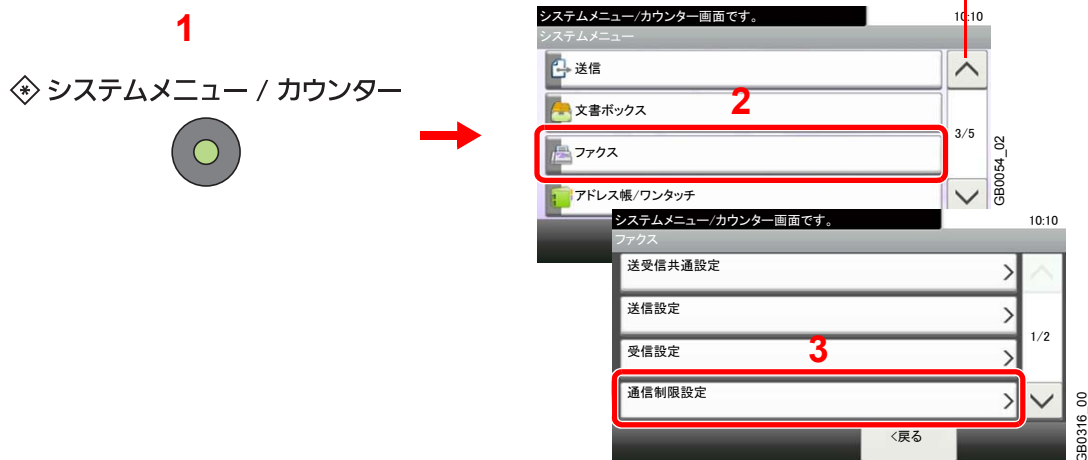 1
システムメニュー / カウンター
システムメニュー/カウンター画面です。
10:10
システムメニュー
送信
文書ボックス
2
ファクス
3/5
アドレス帳/ワンタッチ
GB0054_02
システムメニュー/カウンター画面です。
10:10
ファクス
送受信共通設定
送信設定
1/2
受信設定
3
通信制限設定
<戻る
GB0316_00